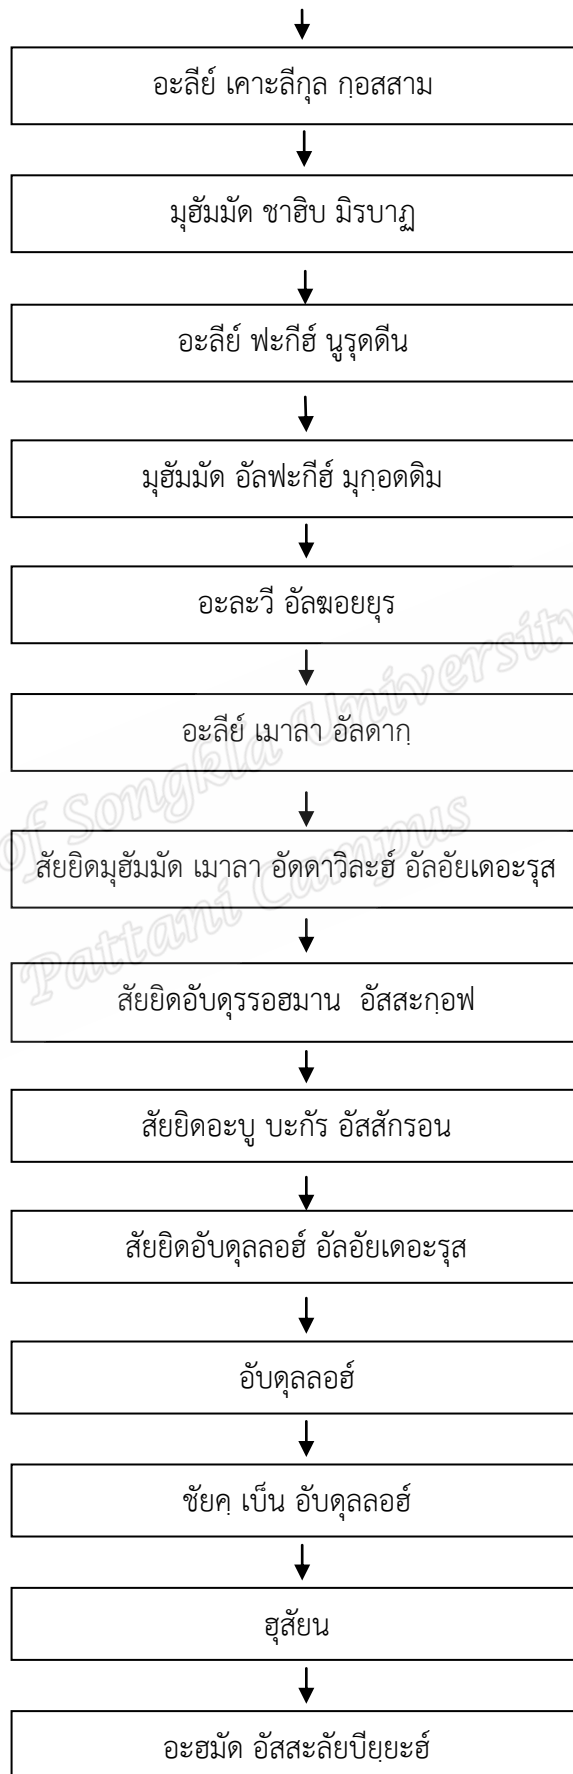 อะลีย์ เคาะลีกุล กฺอสสาม
มุฮัมมัด ซาฮิบ มิรบาฏ
อะลีย์ ฟะกีฮ์ นูรุดดีน
มุฮัมมัด อัลฟะกีฮ์ มุกฺอดดิม
อะละวี อัลฆอยยุร
อะลีย์ เมาลา อัลดากฺ
สัยยิดมุฮัมมัด เมาลา อัดดาวิละฮ์ อัลอัยเดอะรุส
สัยยิดอับดุรรอฮมาน อัสสะกฺอฟ
สัยยิดอะบู บะกัร อัสสักรอน
สัยยิดอับดุลลอฮ์ อัลอัยเดอะรุส
อับดุลลอฮ์
ชัยคฺ เบ็น อับดุลลอฮ์
ฮุสัยน
อะฮมัด อัสสะลัยบียฺยะฮ์
of Songkla University
Pattani Campus